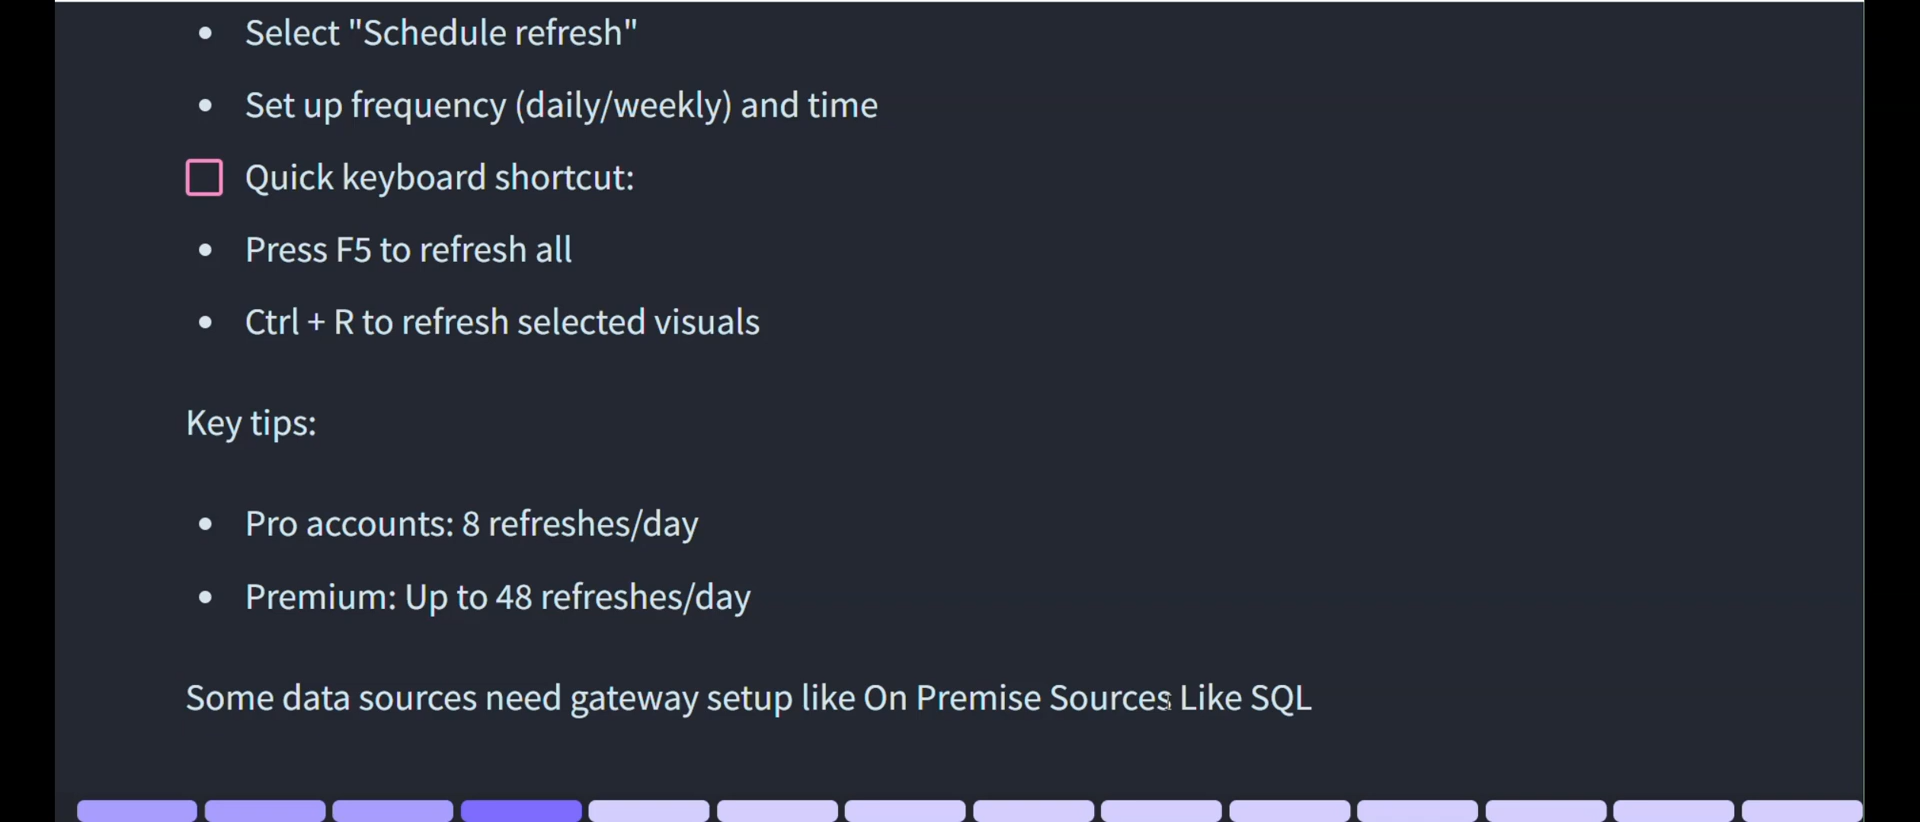 Select "Schedule refresh"
Set up frequency (daily/weekly) and time
Quick keyboard shortcut:
Press F5 to refresh all
Ctrl + R to refresh selected visuals
Key tips:
Pro accounts: 8 refreshes/day
Premium: Up to 48 refreshes/day
Some data sources need gateway setup like On Premise Sources Like SQL